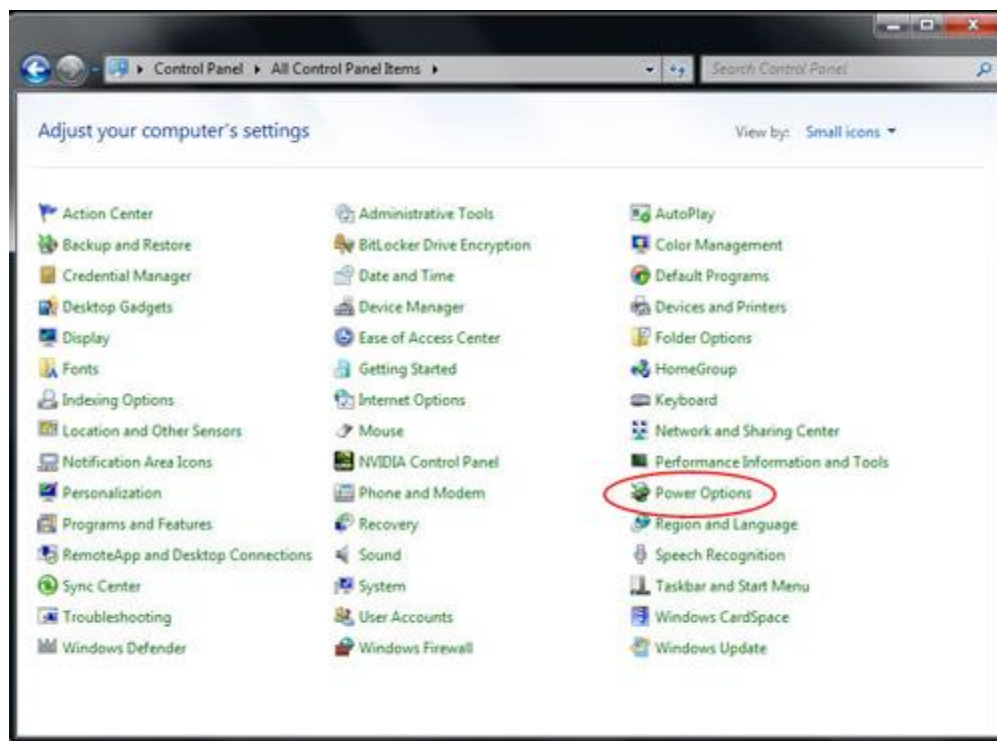 Control Panel All Control Panel Items Search Control Panel
Adjust your computer's settings View by: Small icons
Action Center Administrative Tools AutoPlay
Backup and Restore BitLocker Drive Encryption Color Management
Credential Manager Date and Time Default Programs
Desktop Gadgets Device Manager Devices and Printers
Display Ease of Access Center Folder Options
Fonts Getting Started HomeGroup
Indexing Options Internet Options Keyboard
Location and Other Sensors Mouse Network and Sharing Center
Notification Area Icons NVIDIA Control Panel Performance Information and Tools
Personalization Phone and Modem Power Options
Programs and Features Recovery Region and Language
RemoteApp and Desktop Connections Sound Speech Recognition
Sync Center System Taskbar and Start Menu
Troubleshooting User Accounts Windows CardSpace
Windows Defender Windows Firewall Windows Update